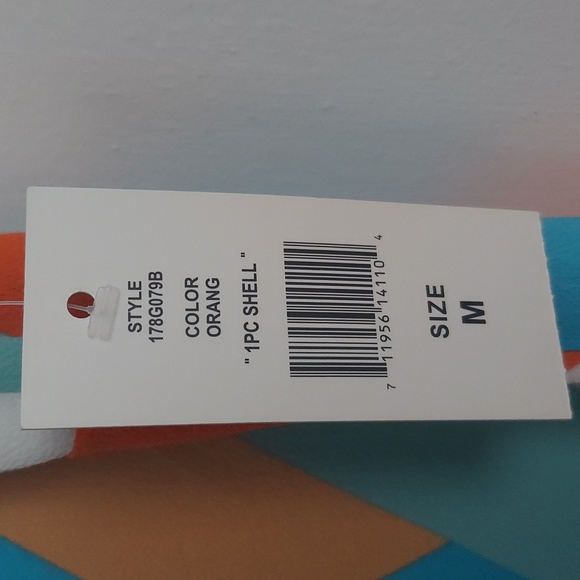 STYLE
178G079B
COLOR
ORANG
" 1PC SHELL "
7 11956 14110 4
SIZE
M